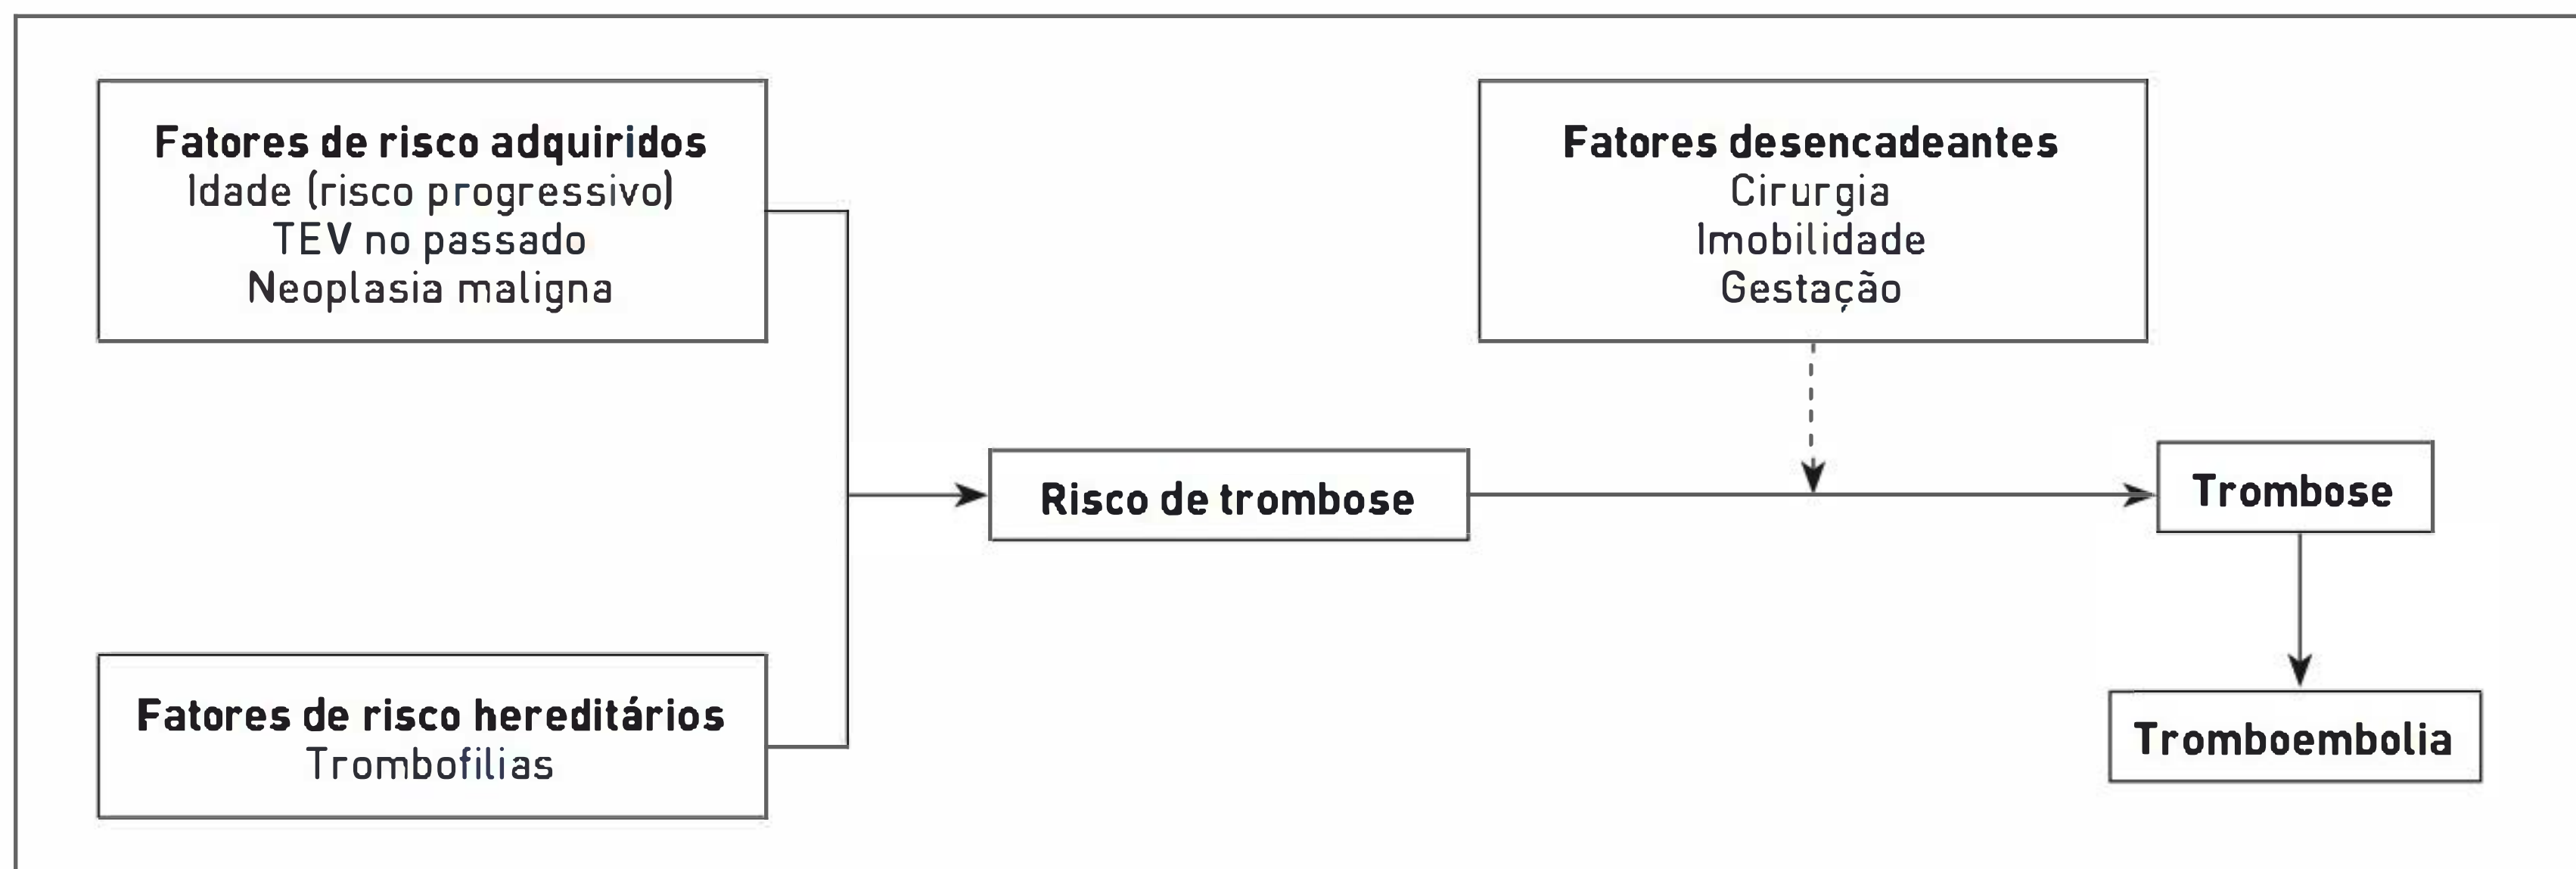 Fatores de risco adquiridos
Idade (risco progressivo)
TEV no passado
Neoplasia maligna
Fatores desencadeantes
Cirurgia
Imobilidade
Gestação
Risco de trombose
Trombose
Fatores de risco hereditários
Trombofilias
Tromboembolia